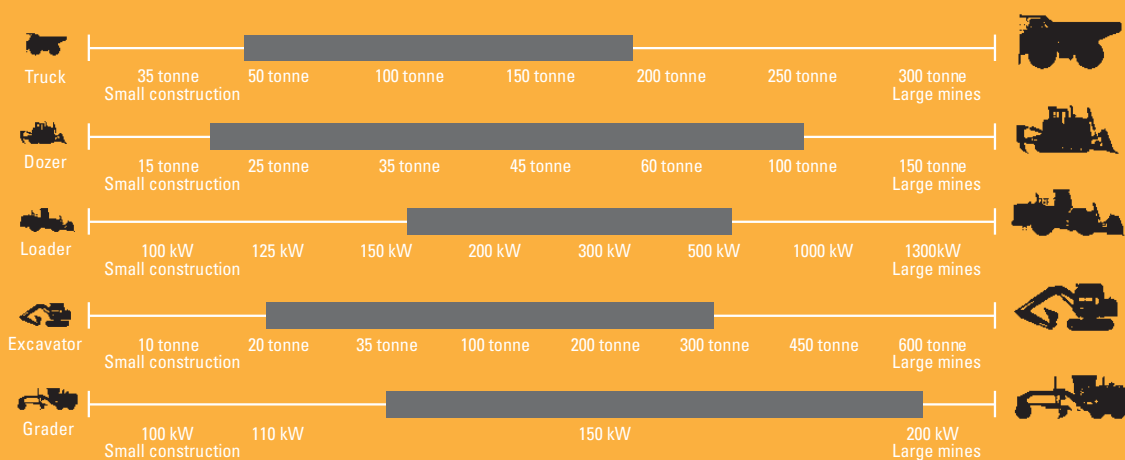 Truck
35 tonne 50 tonne 100 tonne 150 tonne 200 tonne 250 tonne 300 tonne
Small construction Large mines
Dozer
15 tonne 25 tonne 35 tonne 45 tonne 60 tonne 100 tonne 150 tonne
Small construction Large mines
Loader
100 kW 125 kW 150 kW 200 kW 300 kW 500 kW 1000 kW 1300kW
Small construction Large mines
Excavator
10 tonne 20 tonne 35 tonne 100 tonne 200 tonne 300 tonne 450 tonne 600 tonne
Small construction Large mines
Grader
100 kW 110 kW 150 kW 200 kW
Small construction Large mines